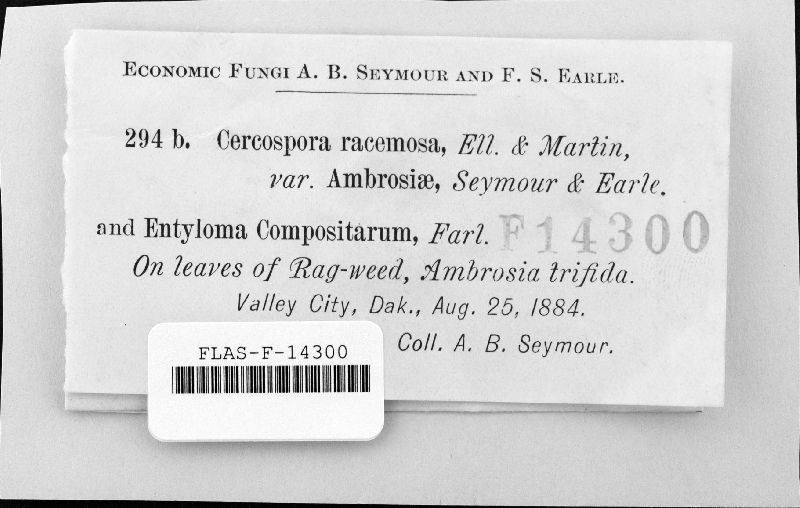 Economic Fungi A. B. Seymour and F. S. Earle.
294 b. Cercospora racemosa, Ell. & Martin,
var. Ambrosiæ, Seymour & Earle.
and Entyloma Compositarum, Farl.
F14300
On leaves of Rag-weed, Ambrosia trifida.
Valley City, Dak., Aug. 25, 1884.
Coll. A. B. Seymour.
FLAS-F-14300